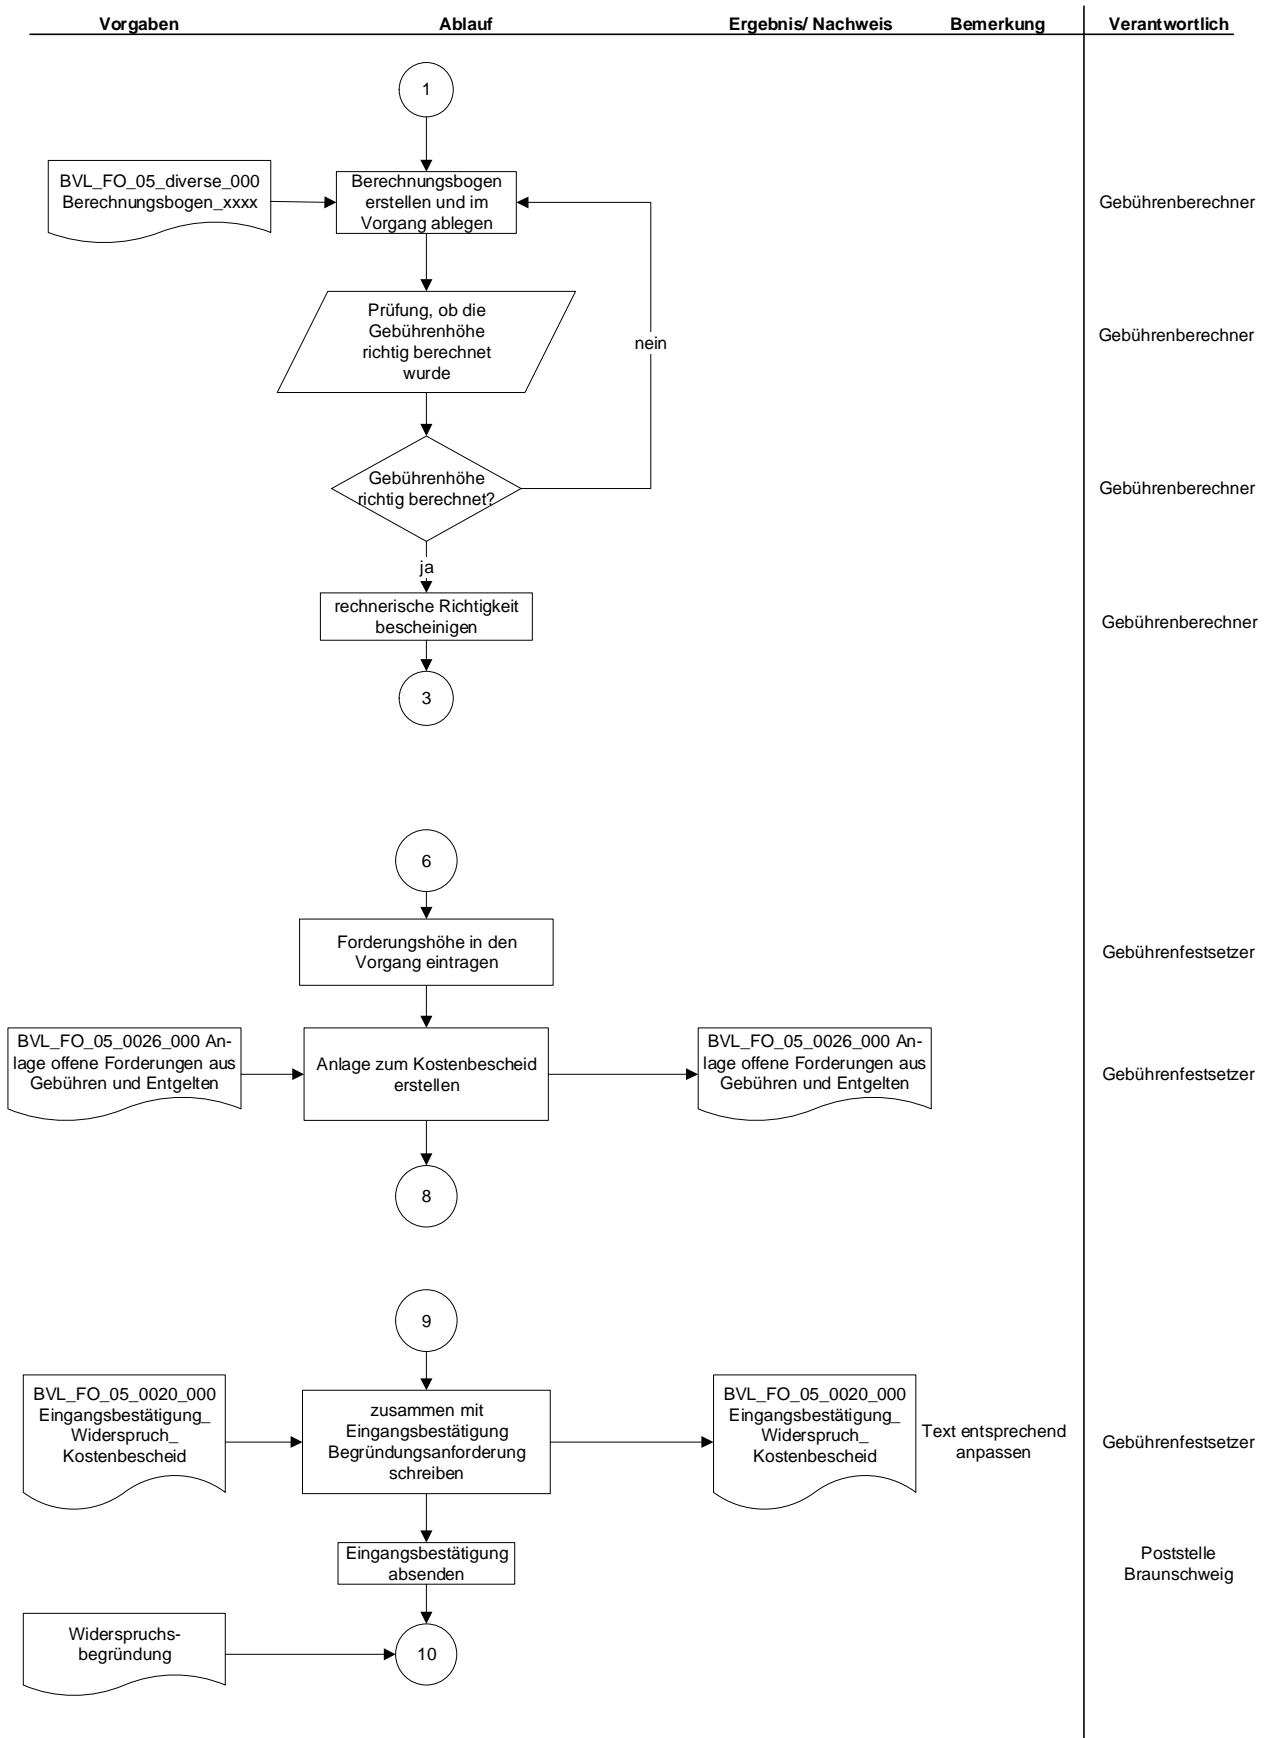 Vorgaben
Ablauf
Ergebnis/ Nachweis
Bemerkung
Verantwortlich
1
BVL_FO_05_diverse_000
Berechnungsbogen_xxxx
Berechnungsbogen
erstellen und im
Vorgang ablegen
Gebührenberechner
Prüfung, ob die
Gebührenhöhe
richtig berechnet
wurde
nein
Gebührenberechner
Gebührenhöhe
richtig berechnet?
Gebührenberechner
ja
rechnerische Richtigkeit
bescheinigen
Gebührenberechner
3
6
Forderungshöhe in den
Vorgang eintragen
Gebührenfestsetzer
BVL_FO_05_0026_000 An-
lage offene Forderungen aus
Gebühren und Entgelten
Anlage zum Kostenbescheid
erstellen
BVL_FO_05_0026_000 An-
lage offene Forderungen aus
Gebühren und Entgelten
Gebührenfestsetzer
8
9
BVL_FO_05_0020_000
Eingangsbestätigung_
Widerspruch_
Kostenbescheid
zusammen mit
Eingangsbestätigung
Begründungsanforderung
schreiben
BVL_FO_05_0020_000
Eingangsbestätigung_
Widerspruch_
Kostenbescheid
Text entsprechend
anpassen
Gebührenfestsetzer
Eingangsbestätigung
absenden
Poststelle
Braunschweig
Widerspruchs-
begründung
10